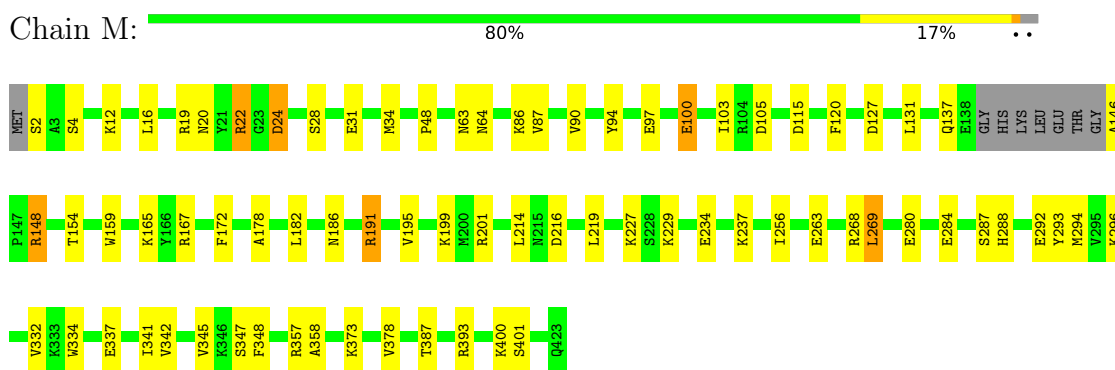 Chain M:
80% 17% • •
MET S2 A3 S4 K12 L16 R19 N20 Y21 R22 G23 D24 S28 E31 M34 P48 N63 N64 K86 V87 V90 Y94 E97 E100 I103 R104 D105 D115 F120 D127 L131 Q137 E138 GLY HIS LYS LEU GLU THR GLY A146
P147 R148 T154 W159 K165 Y166 R167 F172 A178 L182 N186 R191 V195 K199 M200 R201 L214 N215 D216 L219 K227 S228 K229 E234 K237 I256 E263 R268 L269 E280 E284 S287 H288 E292 Y293 M294 V295 K296
V332 K333 W334 E337 I341 V342 V345 K346 S347 F348 R357 A358 K373 V378 T387 R393 K400 S401 Q423